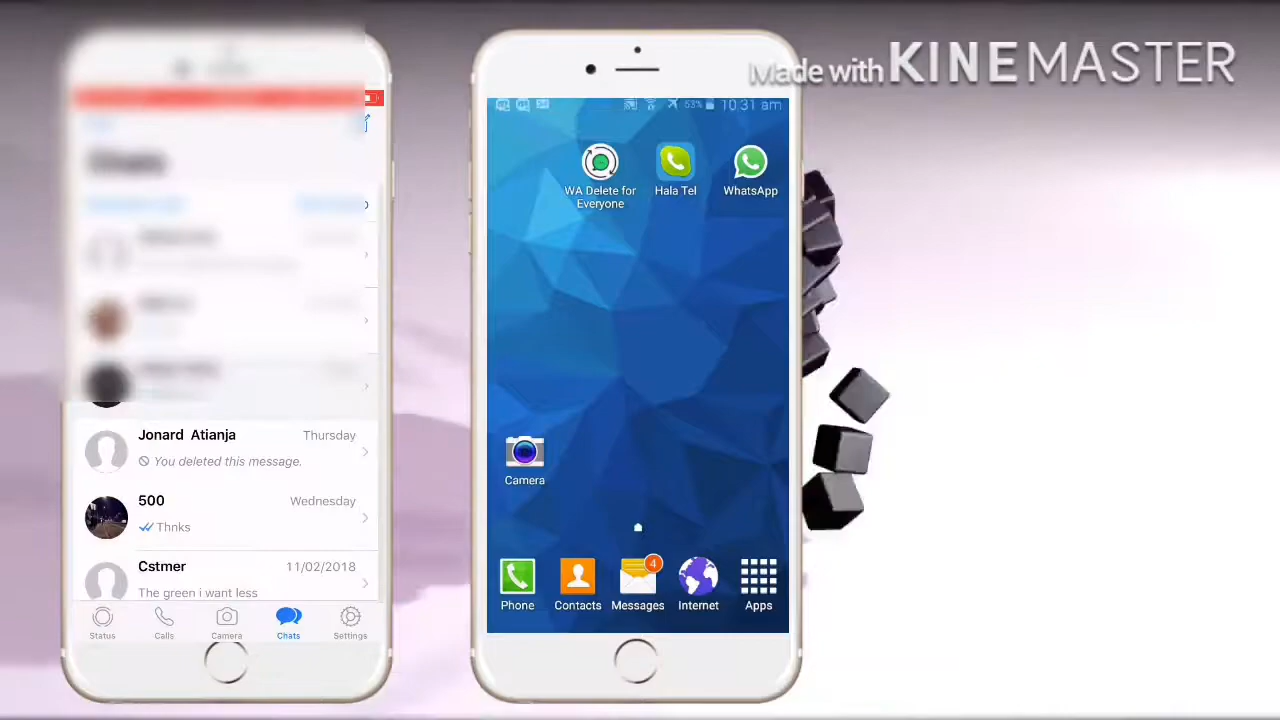 Made with KINEMASTER
10:31 am
53%
WA Delete for
Everyone
Hala Tel
WhatsApp
Chats
Jonard Atianja
Thursday
You deleted this message.
500
Wednesday
Thnks
Cstmer
11/02/2018
The green i want less
Status
Calls
Camera
Chats
Settings
Camera
4
Phone
Contacts
Messages
Internet
Apps